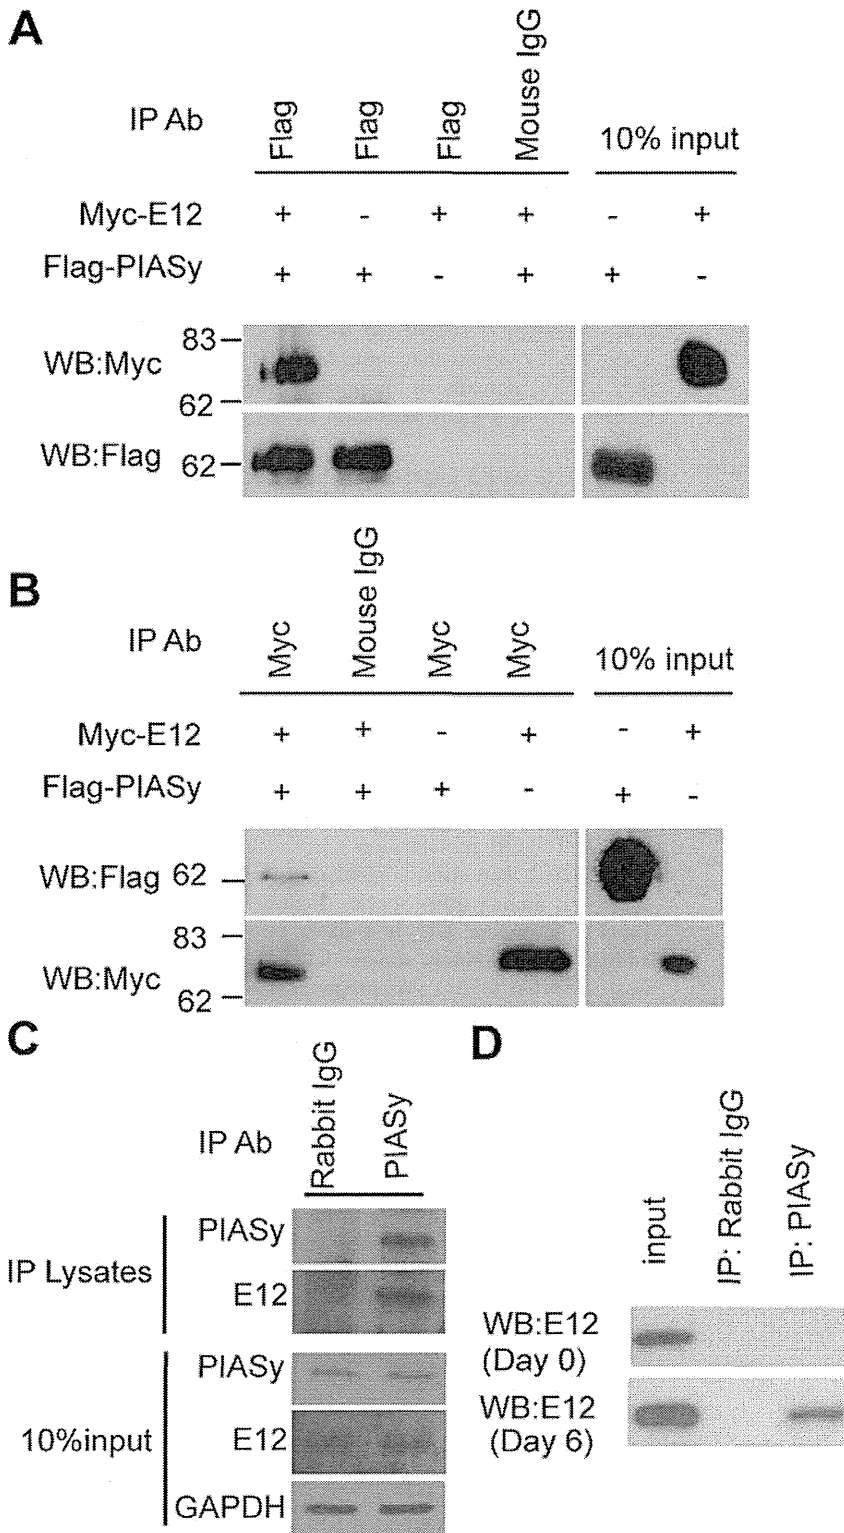 A
IP Ab Flag Flag Flag Mouse IgG 10% input
Myc-E12 + - + + - +
Flag-PIASy + + - + + -
WB:Myc 83
62
WB:Flag 62
B
IP Ab Myc Mouse IgG Myc Myc 10% input
Myc-E12 + + - + - +
Flag-PIASy + + + - + -
WB:Flag 62
83
WB:Myc
62
C
IP Ab Rabbit IgG PIASy
IP Lysates
PIASy
E12
10%input
PIASy
E12
GAPDH
D
input IP: Rabbit IgG IP: PIASy
WB:E12
(Day 0)
WB:E12
(Day 6)